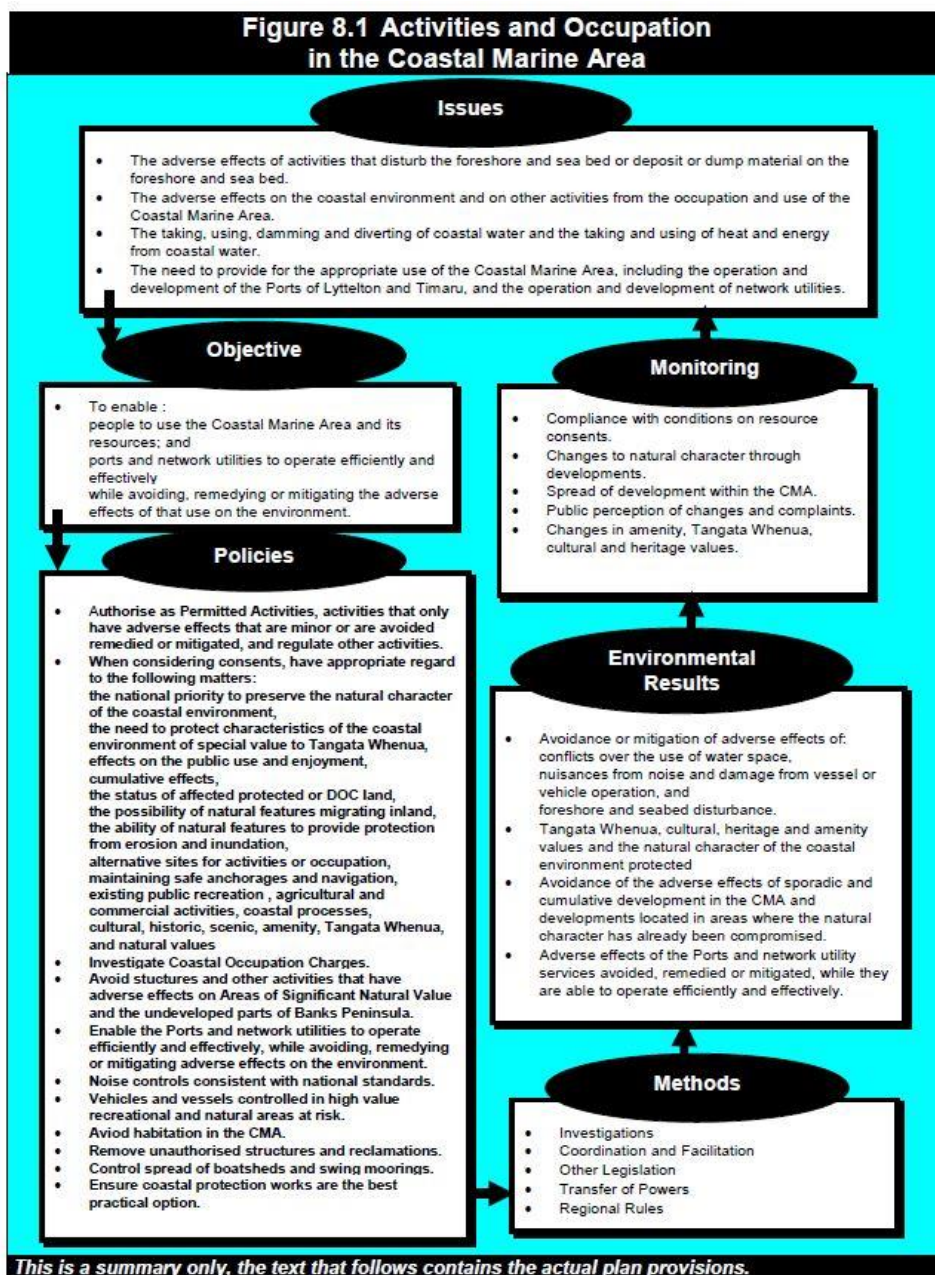 Figure 8.1 Activities and Occupation
in the Coastal Marine Area
Issues
• The adverse effects of activities that disturb the foreshore and sea bed or deposit or dump material on the
foreshore and sea bed.
• The adverse effects on the coastal environment and on other activities from the occupation and use of the
Coastal Marine Area.
• The taking, using, damming and diverting of coastal water and the taking and using of heat and energy
from coastal water.
• The need to provide for the appropriate use of the Coastal Marine Area, including the operation and
development of the Ports of Lyttelton and Timaru, and the operation and development of network utilities.
Objective
• To enable :
people to use the Coastal Marine Area and its
resources; and
ports and network utilities to operate efficiently and
effectively
while avoiding, remedying or mitigating the adverse
effects of that use on the environment.
Policies
• Authorise as Permitted Activities, activities that only
have adverse effects that are minor or are avoided
remedied or mitigated, and regulate other activities.
• When considering consents, have appropriate regard
to the following matters:
the national priority to preserve the natural character
of the coastal environment,
the need to protect characteristics of the coastal
environment of special value to Tangata Whenua,
effects on the public use and enjoyment,
cumulative effects,
the status of affected protected or DOC land,
the possibility of natural features migrating inland,
the ability of natural features to provide protection
from erosion and inundation,
alternative sites for activities or occupation,
maintaining safe anchorages and navigation,
existing public recreation , agricultural and
commercial activities, coastal processes,
cultural, historic, scenic, amenity, Tangata Whenua,
and natural values
• Investigate Coastal Occupation Charges.
• Avoid stuctures and other activities that have
adverse effects on Areas of Significant Natural Value
and the undeveloped parts of Banks Peninsula.
• Enable the Ports and network utilities to operate
efficiently and effectively, while avoiding, remedying
or mitigating adverse effects on the environment.
• Noise controls consistent with national standards.
• Vehicles and vessels controlled in high value
recreational and natural areas at risk.
• Aviod habitation in the CMA.
• Remove unauthorised structures and reclamations.
• Control spread of boatsheds and swing moorings.
• Ensure coastal protection works are the best
practical option.
Methods
• Investigations
• Coordination and Facilitation
• Other Legislation
• Transfer of Powers
• Regional Rules
Environmental
Results
• Avoidance or mitigation of adverse effects of:
conflicts over the use of water space,
nuisances from noise and damage from vessel or
vehicle operation, and
foreshore and seabed disturbance.
• Tangata Whenua, cultural, heritage and amenity
values and the natural character of the coastal
environment protected
• Avoidance of the adverse effects of sporadic and
cumulative development in the CMA and
developments located in areas where the natural
character has already been compromised.
• Adverse effects of the Ports and network utility
services avoided, remedied or mitigated, while they
are able to operate efficiently and effectively.
Monitoring
• Compliance with conditions on resource
consents.
• Changes to natural character through
developments.
• Spread of development within the CMA.
• Public perception of changes and complaints.
• Changes in amenity, Tangata Whenua,
cultural and heritage values.
This is a summary only, the text that follows contains the actual plan provisions.